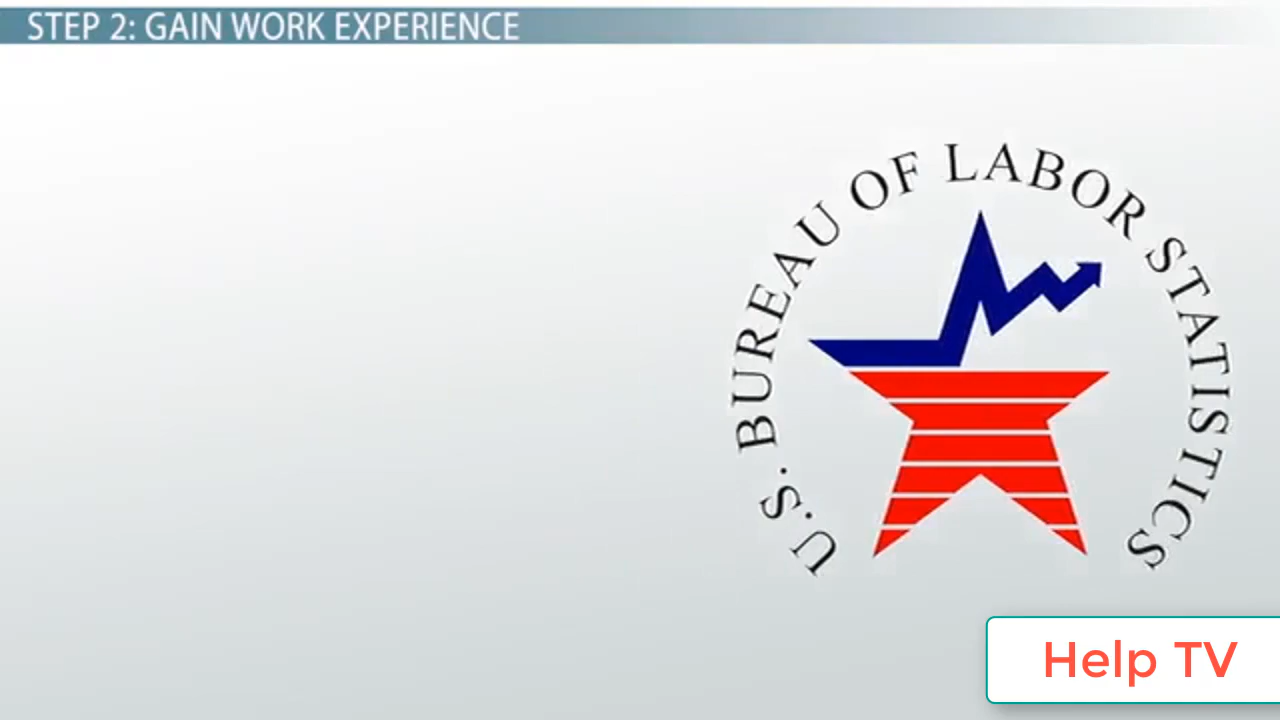 STEP 2: GAIN WORK EXPERIENCE
U.S. BUREAU OF LABOR STATISTICS
Help TV